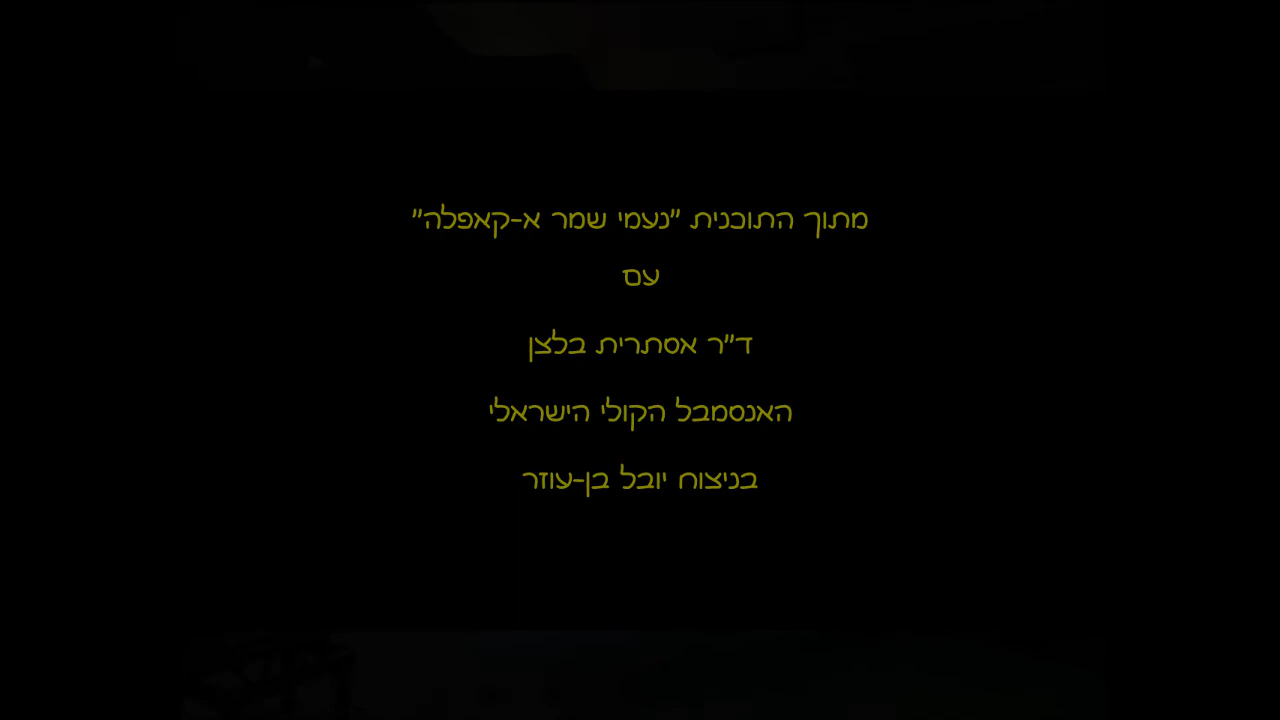 מתוך התוכנית "נעמי שמר א-קאפלה"
עם
ד"ר אסתרית בלצן
האנסמבל הקולי הישראלי
בניצוח יובל בן-עוזר